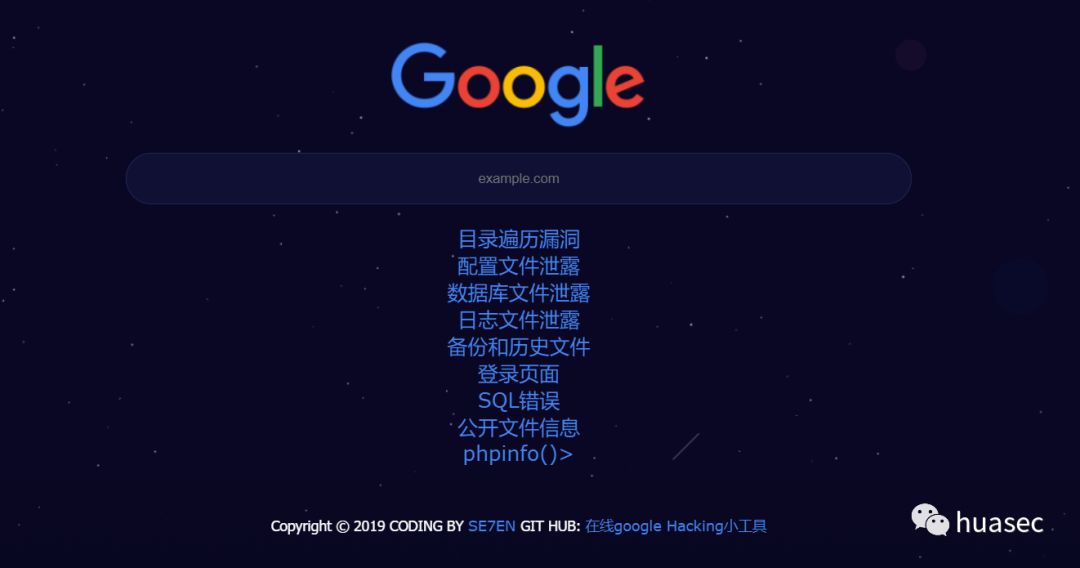 Google
example.com
目录遍历漏洞
配置文件泄露
数据库文件泄露
日志文件泄露
备份和历史文件
登录页面
SQL错误
公开文件信息
phpinfo()>
Copyright © 2019 CODING BY SE7EN GIT HUB: 在线google Hacking小工具
huasec